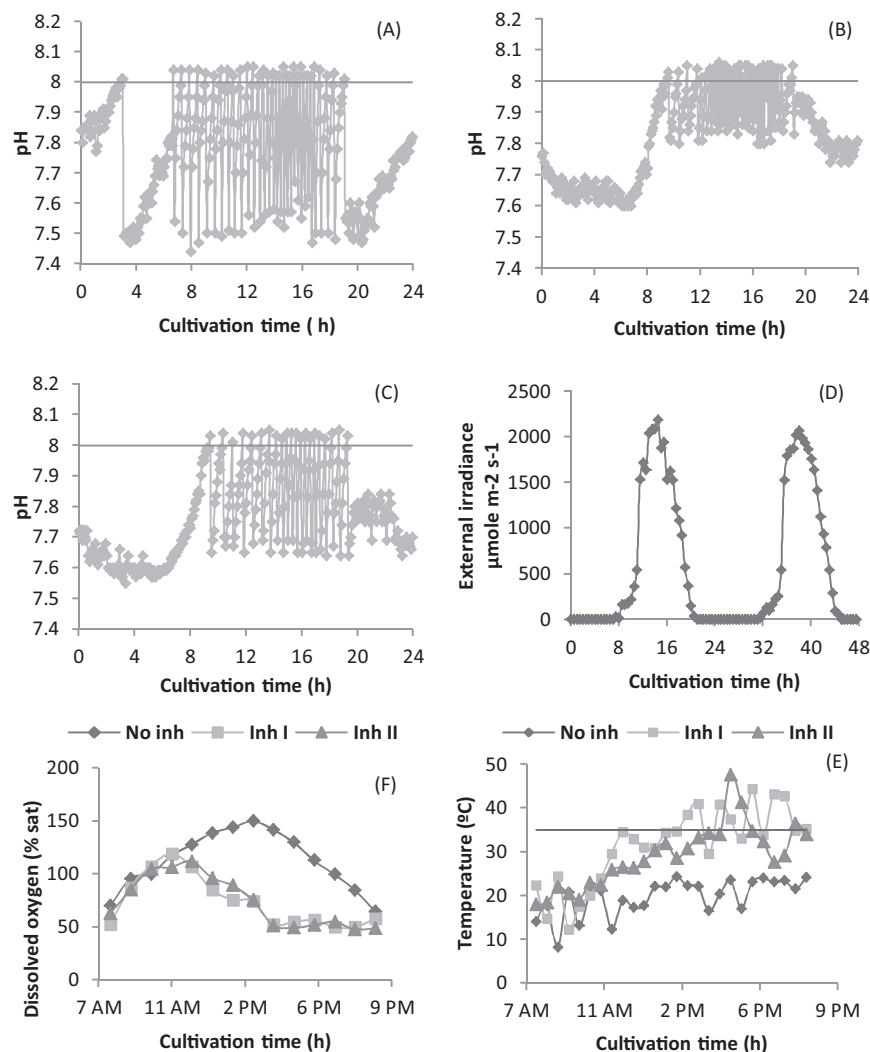 (A)
8.2
8.1
8
7.9
7.8
7.7
7.6
7.5
7.4
pH
0 4 8 12 16 20 24
Cultivation time ( h)
(B)
8.2
8.1
8
7.9
7.8
7.7
7.6
7.5
7.4
pH
0 4 8 12 16 20 24
Cultivation time (h)
(C)
8.2
8.1
8
7.9
7.8
7.7
7.6
7.5
7.4
pH
0 4 8 12 16 20 24
Cultivation time (h)
(D)
2500
2000
1500
1000
500
0
External irradiance
µmole m-2 s-1
0 8 16 24 32 40 48
Cultivation time (h)
No inh Inh I Inh II
(F)
200
150
100
50
0
Dissolved oxygen (% sat)
7 AM 11 AM 2 PM 6 PM 9 PM
Cultivation time (h)
No inh Inh I Inh II
(E)
50
40
30
20
10
0
Temperature (ºC)
7 AM 11 AM 2 PM 6 PM 9 PM
Cultivation time (h)